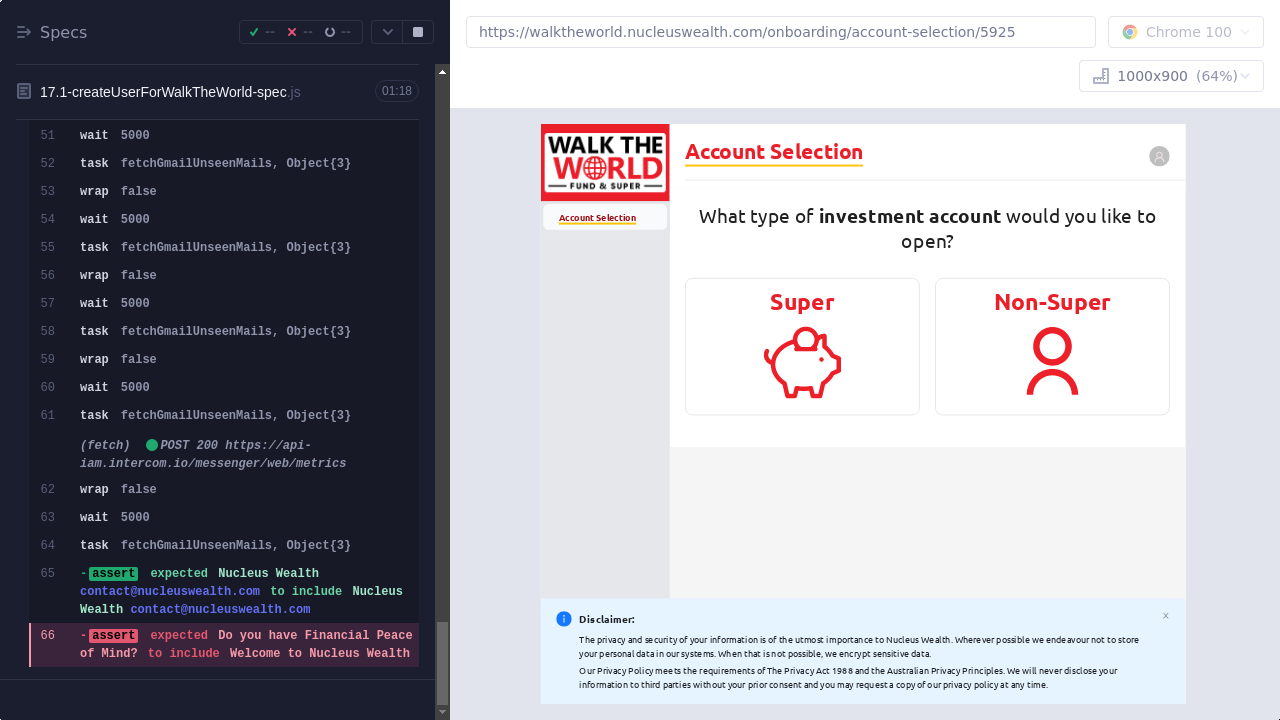 Specs
--
--
--
17.1-createUserForWalkTheWorld-spec.js
01:18
51 wait 5000
52 task fetchGmailUnseenMails, Object{3}
53 wrap false
54 wait 5000
55 task fetchGmailUnseenMails, Object{3}
56 wrap false
57 wait 5000
58 task fetchGmailUnseenMails, Object{3}
59 wrap false
60 wait 5000
61 task fetchGmailUnseenMails, Object{3}
(fetch) POST 200 https://api-
iam.intercom.io/messenger/web/metrics
62 wrap false
63 wait 5000
64 task fetchGmailUnseenMails, Object{3}
65 -assert expected Nucleus Wealth
contact@nucleuswealth.com to include Nucleus
Wealth contact@nucleuswealth.com
66 -assert expected Do you have Financial Peace
of Mind? to include Welcome to Nucleus Wealth
https://walktheworld.nucleuswealth.com/onboarding/account-selection/5925
Chrome 100
1000x900 (64%)
WALK THE
WORLD
FUND & SUPER
Account Selection
Account Selection
What type of investment account would you like to
open?
Super
Non-Super
Disclaimer:
×
The privacy and security of your information is of the utmost importance to Nucleus Wealth. Wherever possible we endeavour not to store
your personal data in our systems. When that is not possible, we encrypt sensitive data.
Our Privacy Policy meets the requirements of The Privacy Act 1988 and the Australian Privacy Principles. We will never disclose your
information to third parties without your prior consent and you may request a copy of our privacy policy at any time.